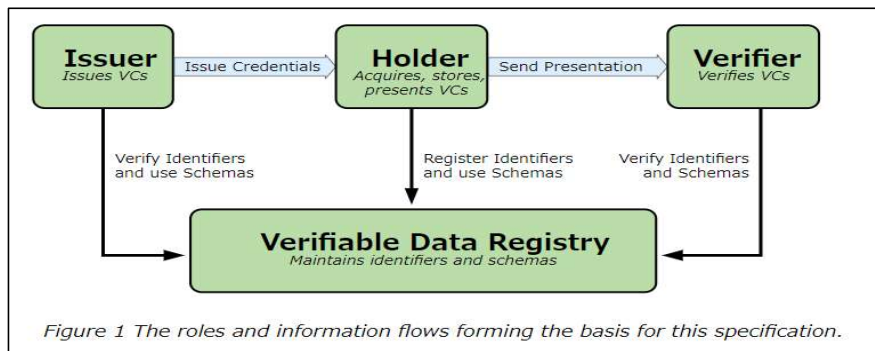 Issuer
Issues VCs
Issue Credentials
Holder
Acquires, stores,
presents VCs
Send Presentation
Verifier
Verifies VCs
Verify Identifiers
and use Schemas
Register Identifiers
and use Schemas
Verify Identifiers
and Schemas
Verifiable Data Registry
Maintains identifiers and schemas
Figure 1 The roles and information flows forming the basis for this specification.